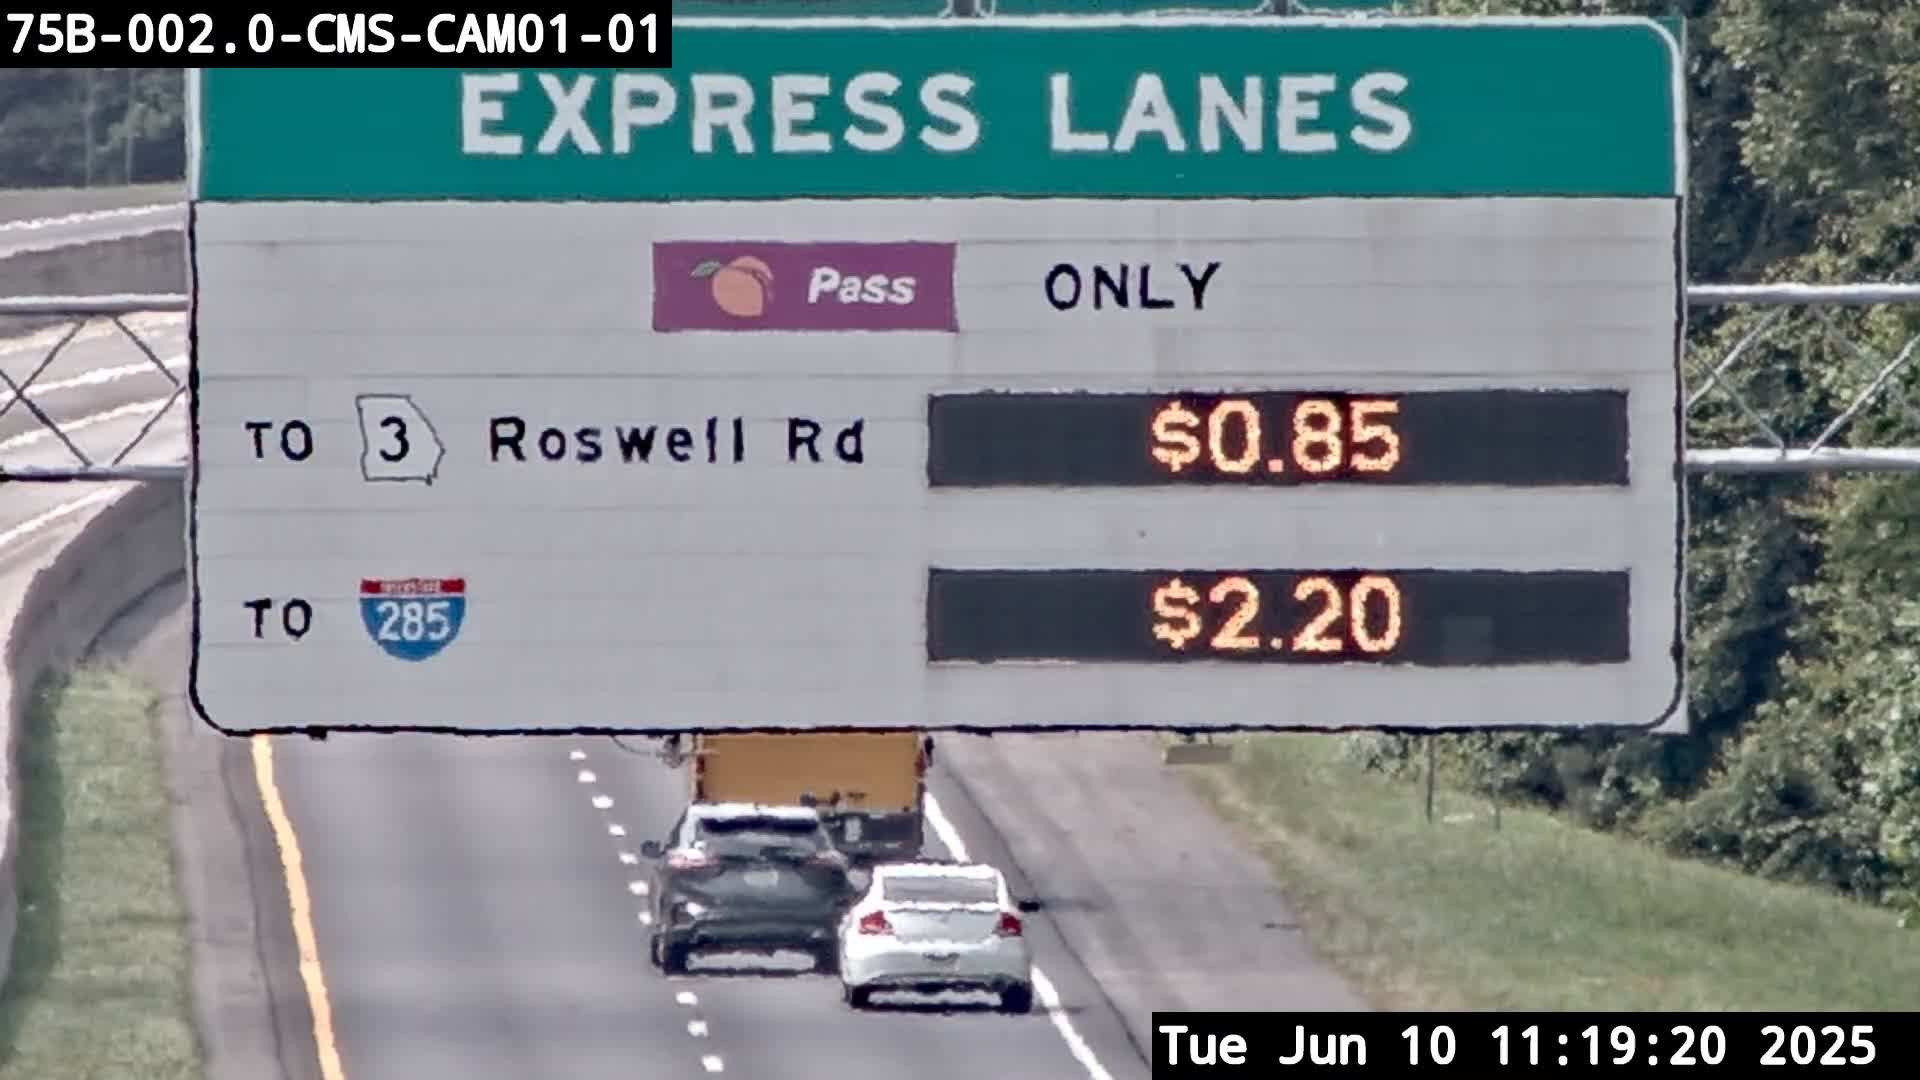 75B-002.0-CMS-CAM01-01
EXPRESS LANES
Pass ONLY
TO 3 Roswell Rd $0.85
INTERSTATE
TO 285 $2.20
Tue Jun 10 11:19:20 2025